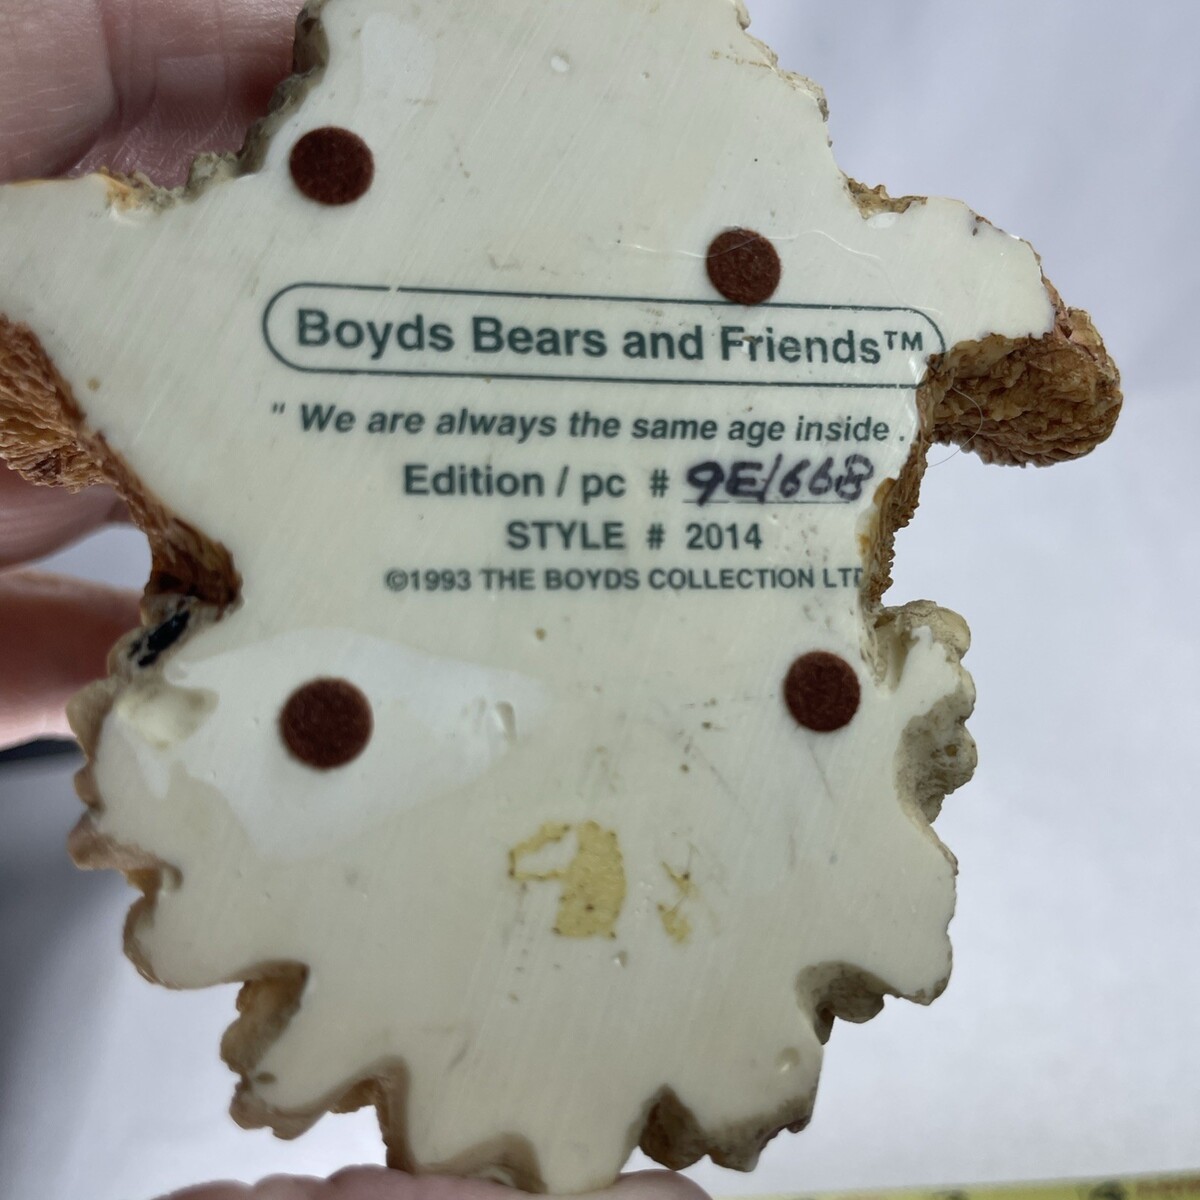 Boyds Bears and Friends™
" We are always the same age inside .
Edition / pc # 9E/668
STYLE # 2014
©1993 THE BOYDS COLLECTION LTD